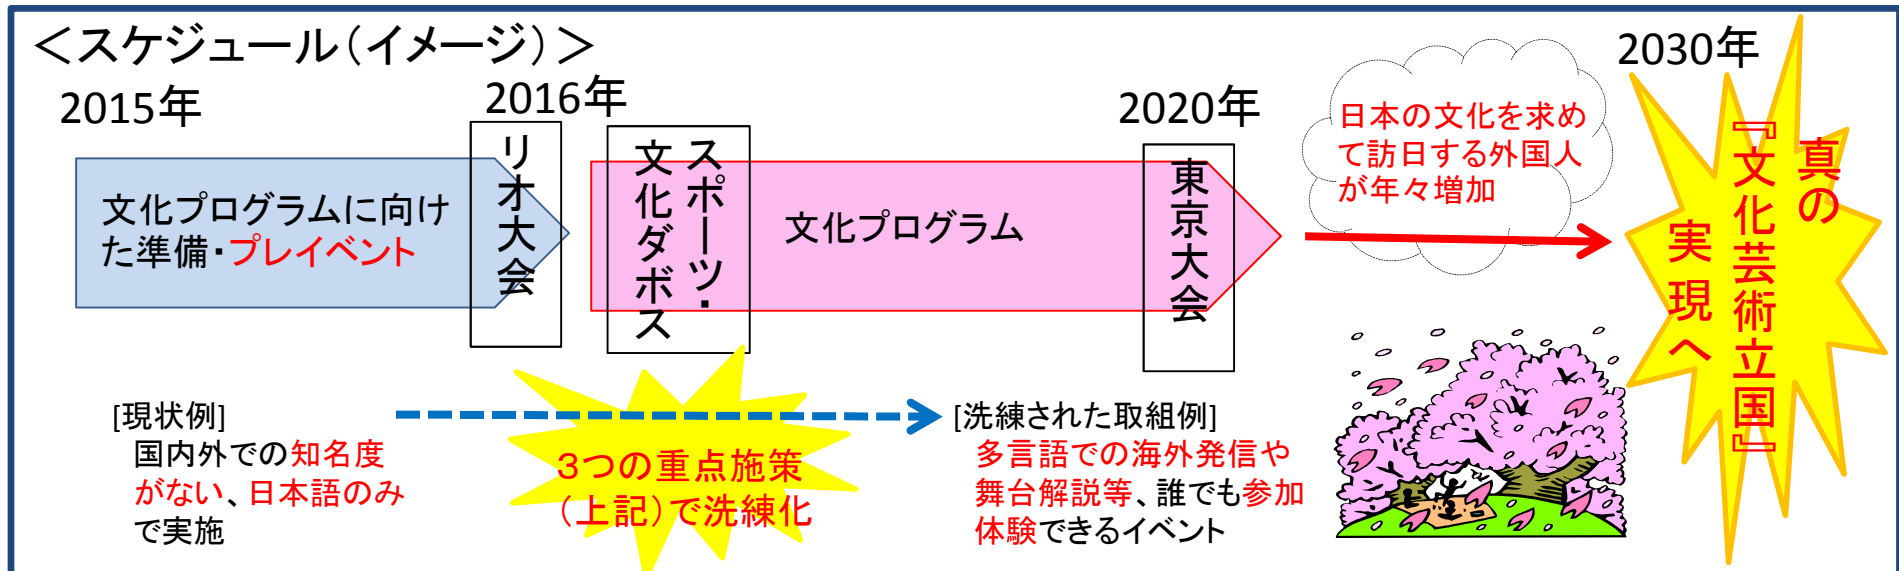 ＜スケジュール（イメージ）＞
2015年
2016年
2020年
2030年
文化プログラムに向け
た準備・プレイベント
リオ大会
スポーツ・
文化ダボス
文化プログラム
東京大会
日本の文化を求め
て訪日する外国人
が年々増加
真の
『文化芸術立国』
実現へ
[現状例]
国内外での知名度
がない、日本語のみ
で実施
３つの重点施策
（上記）で洗練化
[洗練された取組例]
多言語での海外発信や
舞台解説等、誰でも参加
体験できるイベント